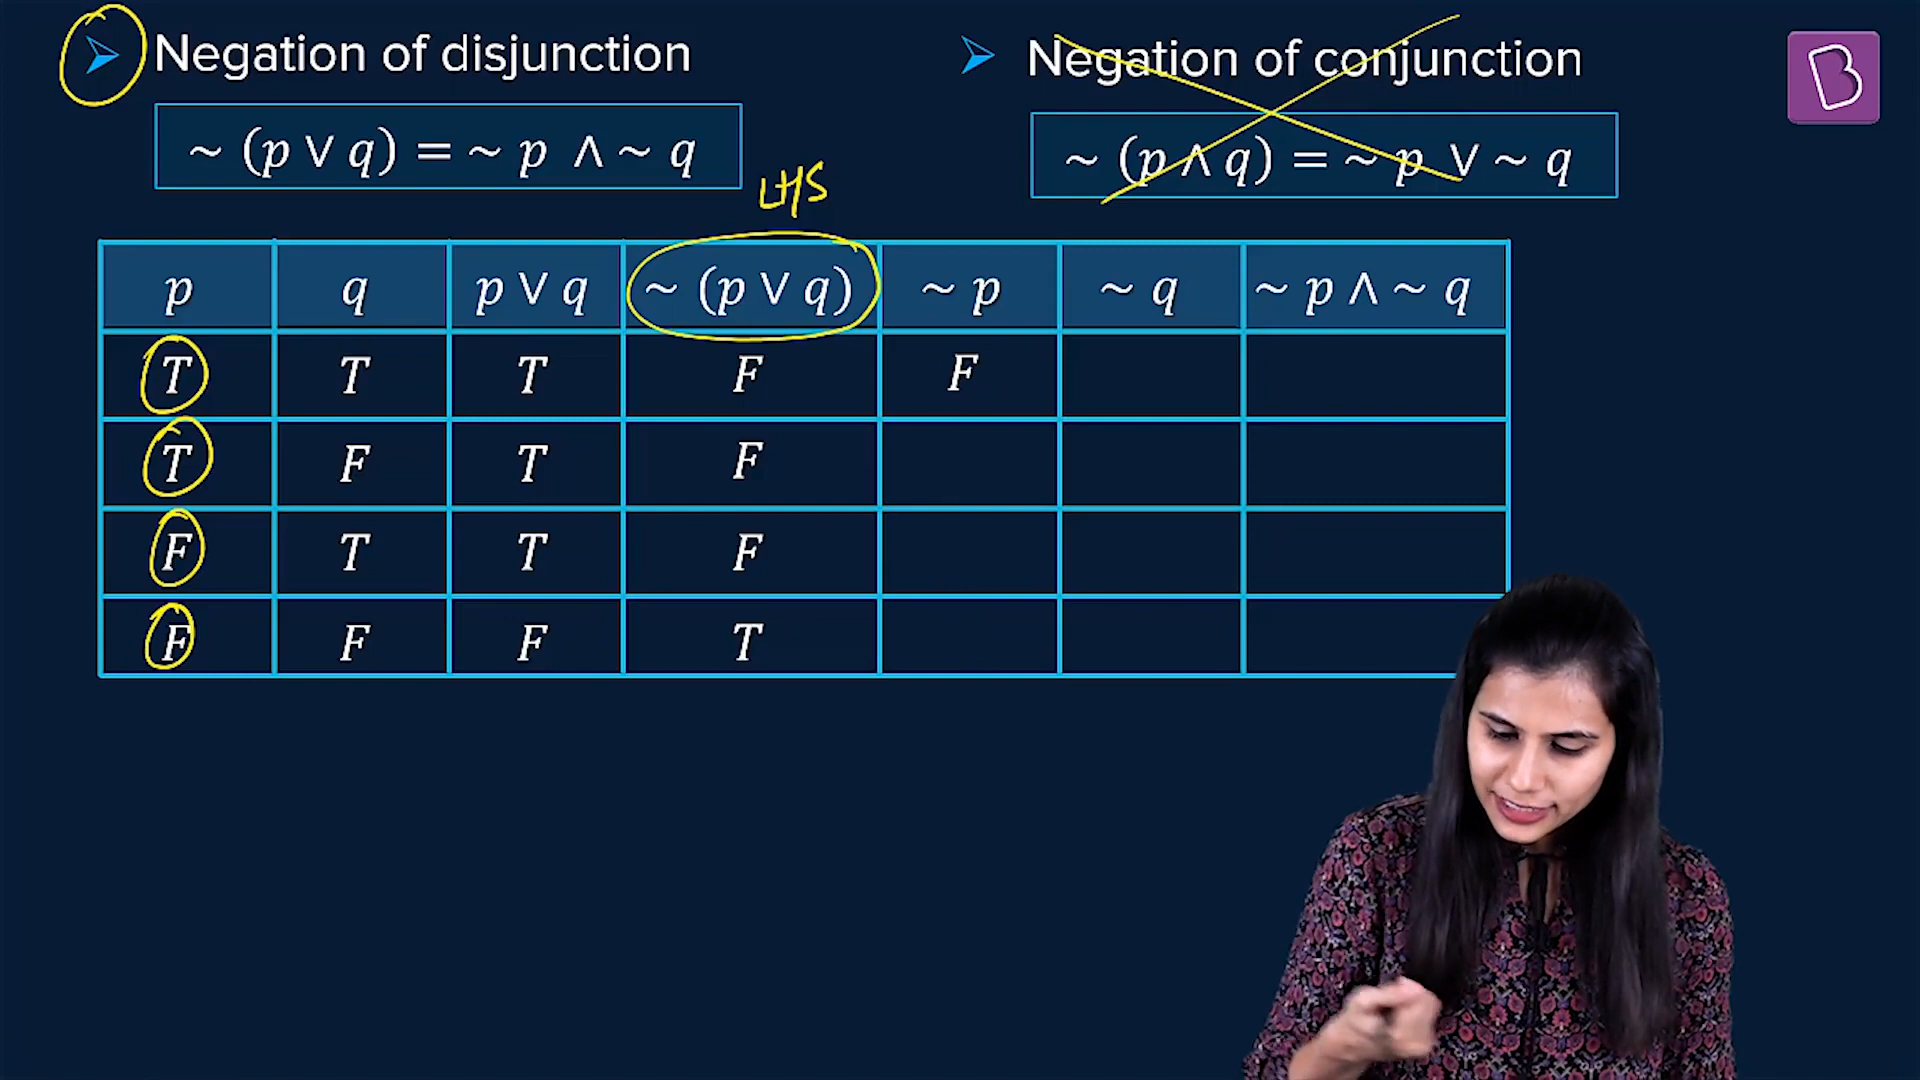 ➤ Negation of disjunction
~ (p ∨ q) = ~ p ∧ ~ q
➤ Negation of conjunction
~ (p ∧ q) = ~ p ∨ ~ q
B
LHS
p q p ∨ q ~ (p ∨ q) ~ p ~ q ~ p ∧ ~ q
T T T F F
T F T F
F T T F
F F F T